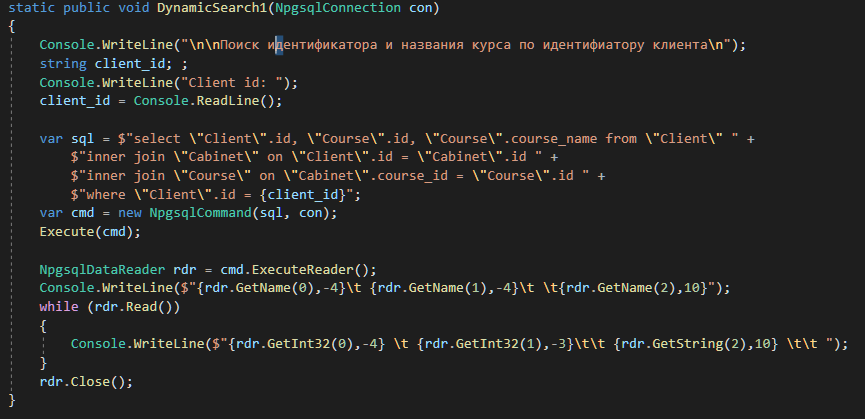 static public void DynamicSearch1(NpgsqlConnection con)
{
Console.WriteLine("\n\nПоиск идентификатора и названия курса по идентифиатору клиента\n");
string client_id; ;
Console.WriteLine("Client id: ");
client_id = Console.ReadLine();
var sql = $"select \"Client\".id, \"Course\".id, \"Course\".course_name from \"Client\" " +
$"inner join \"Cabinet\" on \"Client\".id = \"Cabinet\".id " +
$"inner join \"Course\" on \"Cabinet\".course_id = \"Course\".id " +
$"where \"Client\".id = {client_id}";
var cmd = new NpgsqlCommand(sql, con);
Execute(cmd);
NpgsqlDataReader rdr = cmd.ExecuteReader();
Console.WriteLine($"{rdr.GetName(0),-4}\t {rdr.GetName(1),-4}\t \t{rdr.GetName(2),10}");
while (rdr.Read())
{
Console.WriteLine($"{rdr.GetInt32(0),-4} \t {rdr.GetInt32(1),-3}\t\t {rdr.GetString(2),10} \t\t ");
}
rdr.Close();
}